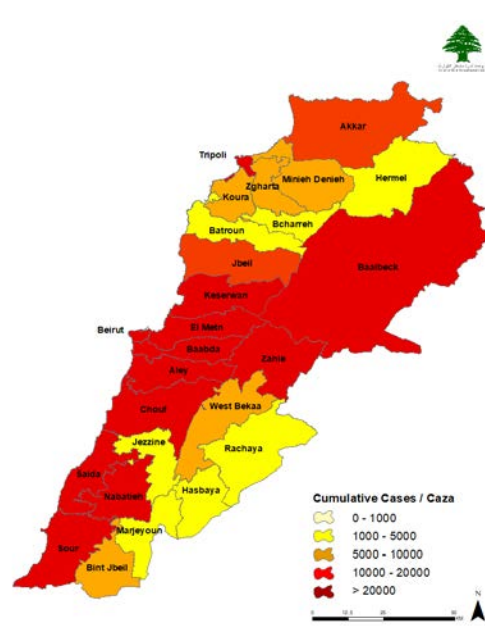 Akkar
Tripoli
Hermel
Minieh Denieh
Zgharta
Koura
Bcharreh
Batroun
Baalbeck
Jbeil
Keserwan
Beirut
El Metn
Baabda
Zahle
Aley
Chouf
West Bekaa
Jezzine
Rachaya
Saida
Hasbaya
Nabatieh
Marjeyoun
Sour
Bint Jbeil
Cumulative Cases / Caza
0 - 1000
1000 - 5000
5000 - 10000
10000 - 20000
> 20000
N